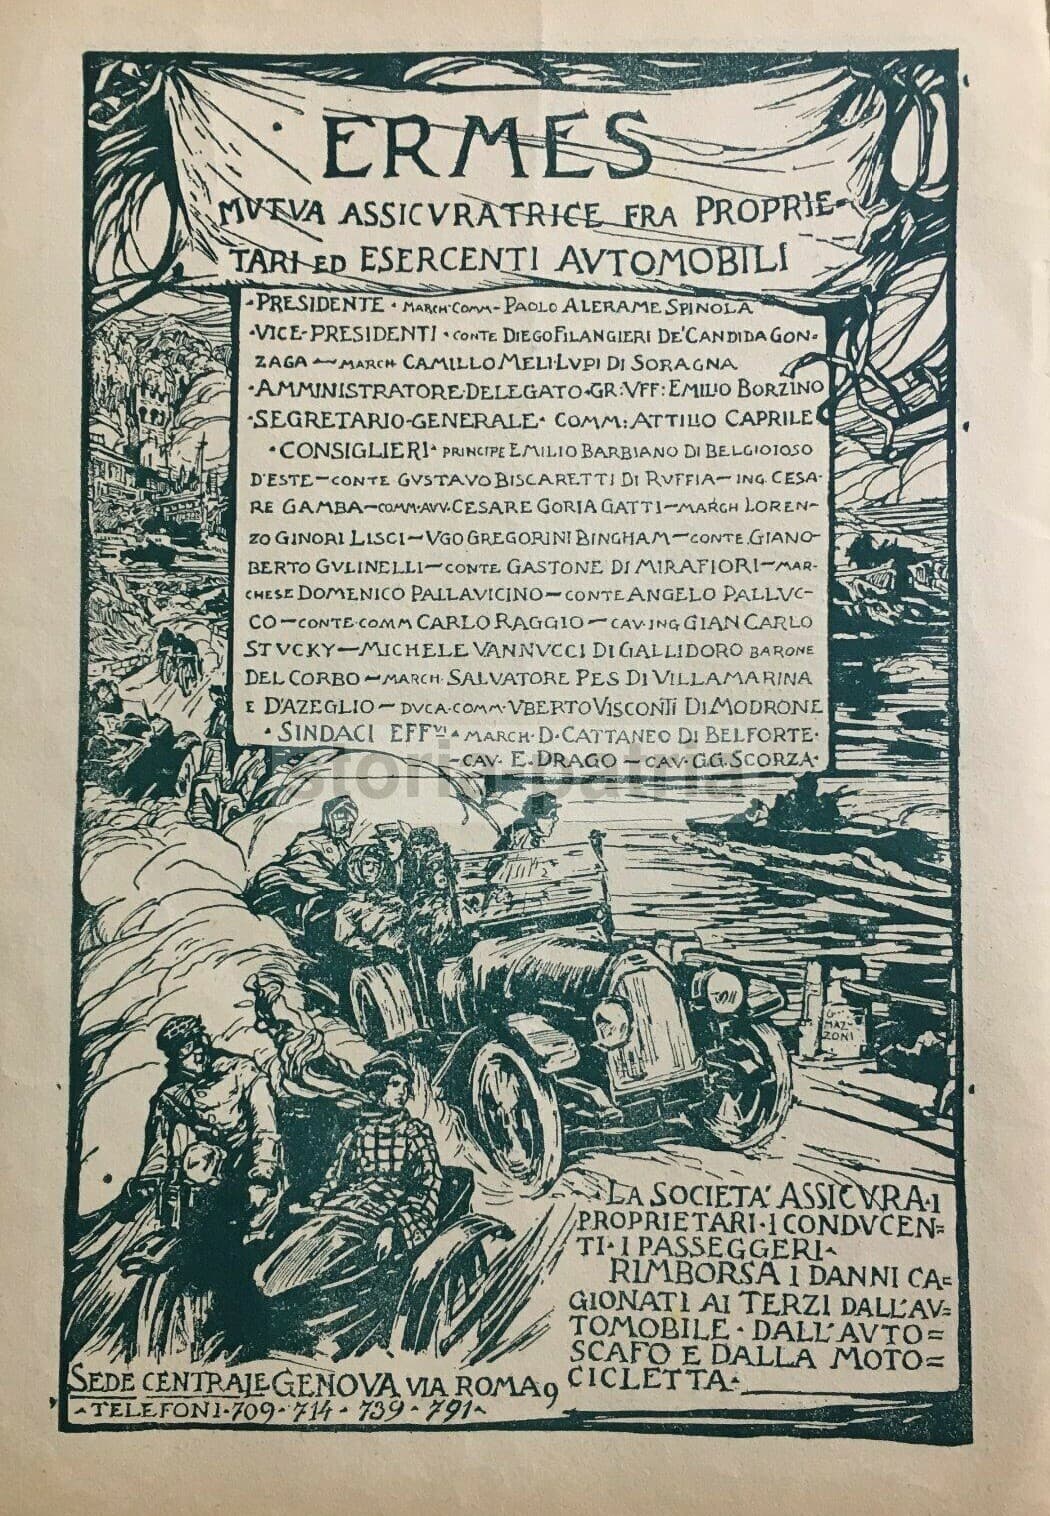 ERMES
MVTVA ASSICVRATRICE FRA PROPRIE-
TARI ED ESERCENTI AVTOMOBILI
·PRESIDENTE · MARCH·COMM- PAOLO ALERAME SPINOLA
·VICE-PRESIDENTI · CONTE DIEGO FILANGIERI DE'CANDIDA GON=
ZAGA — MARCH CAMILLO MELI·LVPI DI SORAGNA
·AMMINISTRATORE·DELEGATO·GR·VFF: EMILIO BORZINO
·SEGRETARIO-GENERALE· COMM: ATTILIO CAPRILE
·CONSIGLIERI· PRINCIPE EMILIO BARBIANO DI BELGIOIOSO
D'ESTE—CONTE GVSTAVO BISCARETTI DI RVFFIA—ING. CESA-
RE GAMBA—COMM·AVV. CESARE GORIA GATTI—MARCH LOREN-
ZO GINORI LISCI—VGO GREGORINI BINGHAM—CONTE GIANO-
BERTO GVLINELLI—CONTE GASTONE DI MIRAFIORI—MAR-
CHESE DOMENICO PALLAVICINO—CONTE ANGELO PALLVC-
CO—CONTE·COMM CARLO RAGGIO—CAV·ING GIAN CARLO
STVCKY—MICHELE VANNVCCI DI GALLIDORO BARONE
DEL CORBO—MARCH· SALVATORE PES DI VILLAMARINA
E D'AZEGLIO—DVCA·COMM· VBERTO VISCONTI DI MODRONE
· SINDACI EFFVI · MARCH· D· CATTANEO DI BELFORTE·
—CAV· E. DRAGO —CAV· G.G. SCORZA·
istoria-patria
G.
MAZ-
ZONI
LA SOCIETA' ASSICVRA·I
PROPRIETARI·I CONDVCEN=
TI·I PASSEGGERI·
RIMBORSA I DANNI CA=
GIONATI AI TERZI DALL'AV=
TOMOBILE· DALL'AVTO=
SCAFO E DALLA MOTO=
CICLETTA·
SEDE CENTRALE GENOVA VIA ROMA 9
·TELEFONI·709·714·739·791·